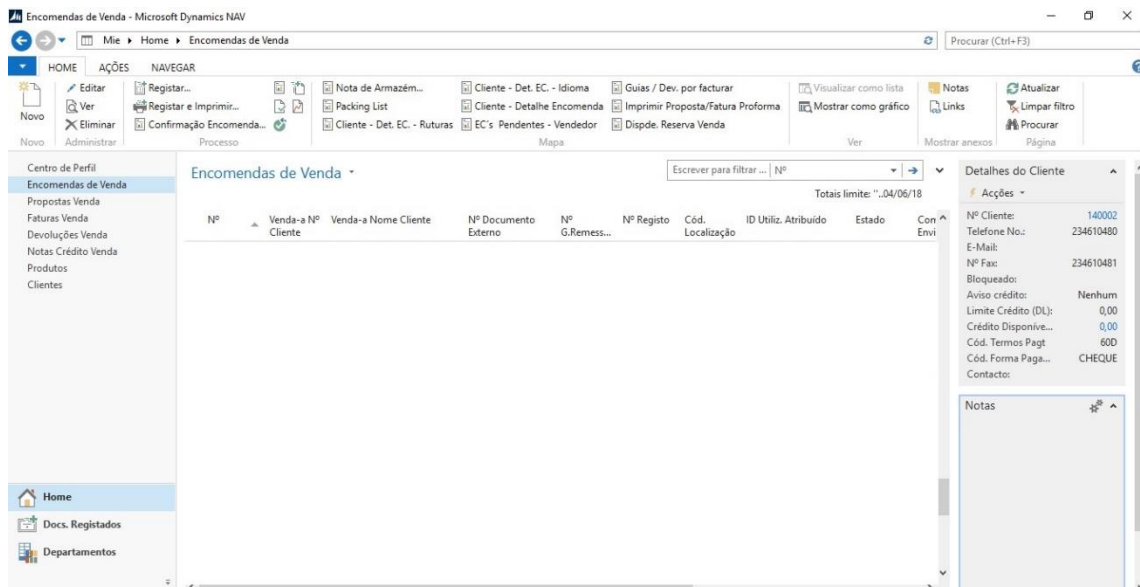 Encomendas de Venda - Microsoft Dynamics NAV
Mie Home Encomendas de Venda
Procurar (Ctrl+F3)
HOME AÇÕES NAVEGAR
Novo
Editar
Ver
Eliminar
Registar...
Registar e Imprimir...
Confirmação Encomenda...
Nota de Armazém...
Packing List
Cliente - Det. EC. - Ruturas
Cliente - Det. EC. - Idioma
Cliente - Detalhe Encomenda
EC's Pendentes - Vendedor
Guias / Dev. por facturar
Imprimir Proposta/Fatura Proforma
Dispde. Reserva Venda
Visualizar como lista
Mostrar como gráfico
Notas
Links
Atualizar
Limpar filtro
Procurar
Novo Administrar Processo Mapa Ver Mostrar anexos Página
Centro de Perfil
Encomendas de Venda
Propostas Venda
Faturas Venda
Devoluções Venda
Notas Crédito Venda
Produtos
Clientes
Home
Docs. Registados
Departamentos
Encomendas de Venda
Escrever para filtrar ... Nº
Totais limite: ''..04/06/18
Nº Venda-a Nº Venda-a Nome Cliente Nº Documento Nº Nº Registo Cód. ID Utiliz. Atribuído Estado Con
Cliente Externo G.Remess... Localização Envi
Detalhes do Cliente
Acções
Nº Cliente: 140002
Telefone No.: 234610480
E-Mail:
Nº Fax: 234610481
Bloqueado:
Aviso crédito: Nenhum
Limite Crédito (DL): 0,00
Crédito Disponíve... 0,00
Cód. Termos Pagt 60D
Cód. Forma Paga... CHEQUE
Contacto:
Notas